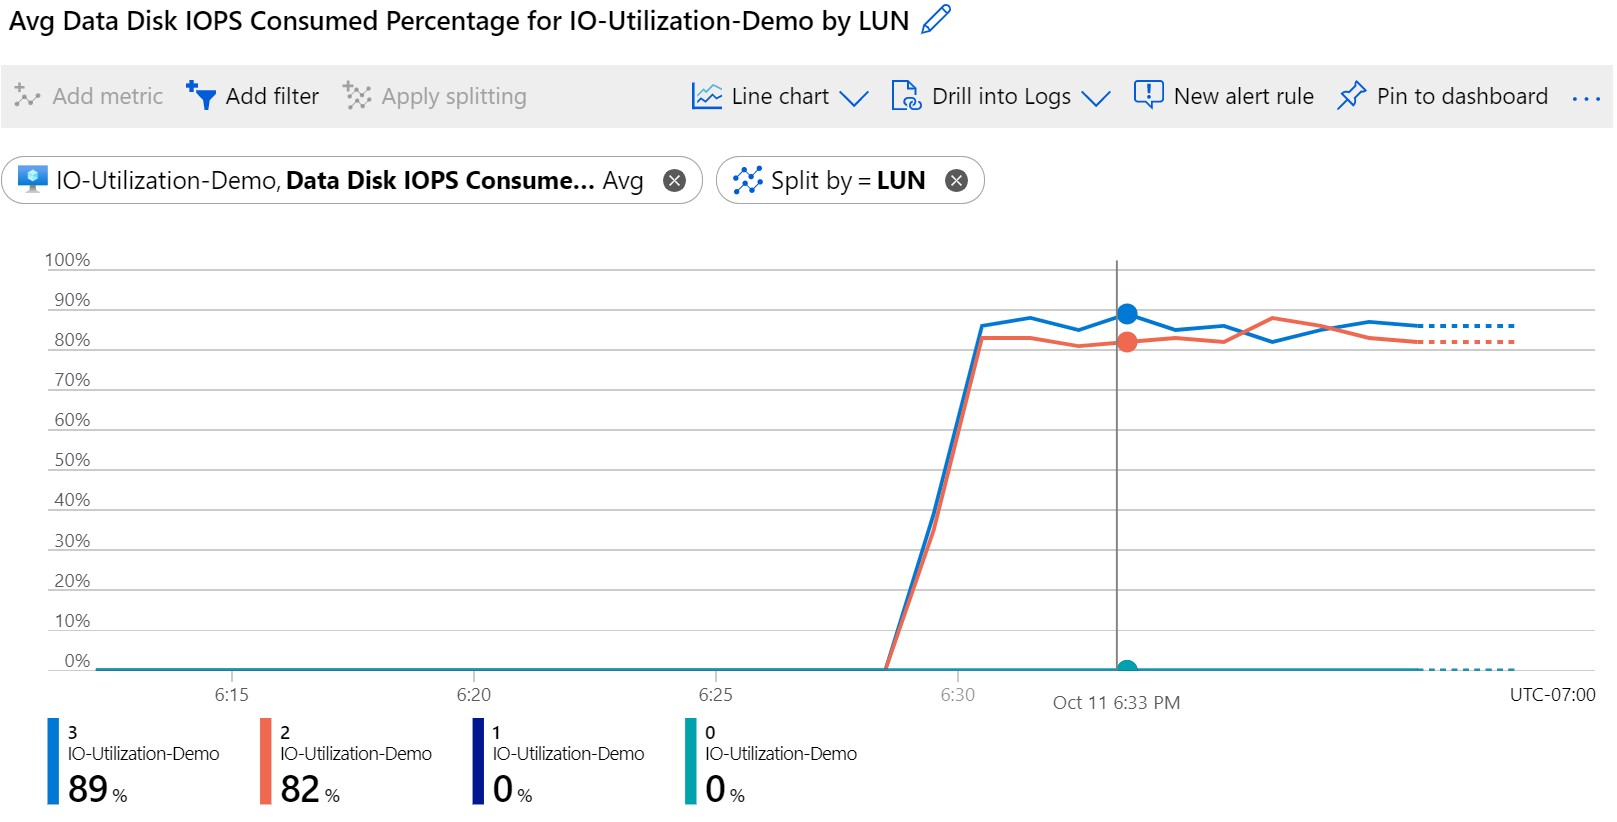 Avg Data Disk IOPS Consumed Percentage for IO-Utilization-Demo by LUN
Add metric Add filter Apply splitting Line chart Drill into Logs New alert rule Pin to dashboard ...
IO-Utilization-Demo, Data Disk IOPS Consume... Avg Split by = LUN
100%
90%
80%
70%
60%
50%
40%
30%
20%
10%
0%
6:15 6:20 6:25 6:30 Oct 11 6:33 PM UTC-07:00
3 2 1 0
IO-Utilization-Demo IO-Utilization-Demo IO-Utilization-Demo IO-Utilization-Demo
89 % 82 % 0 % 0 %